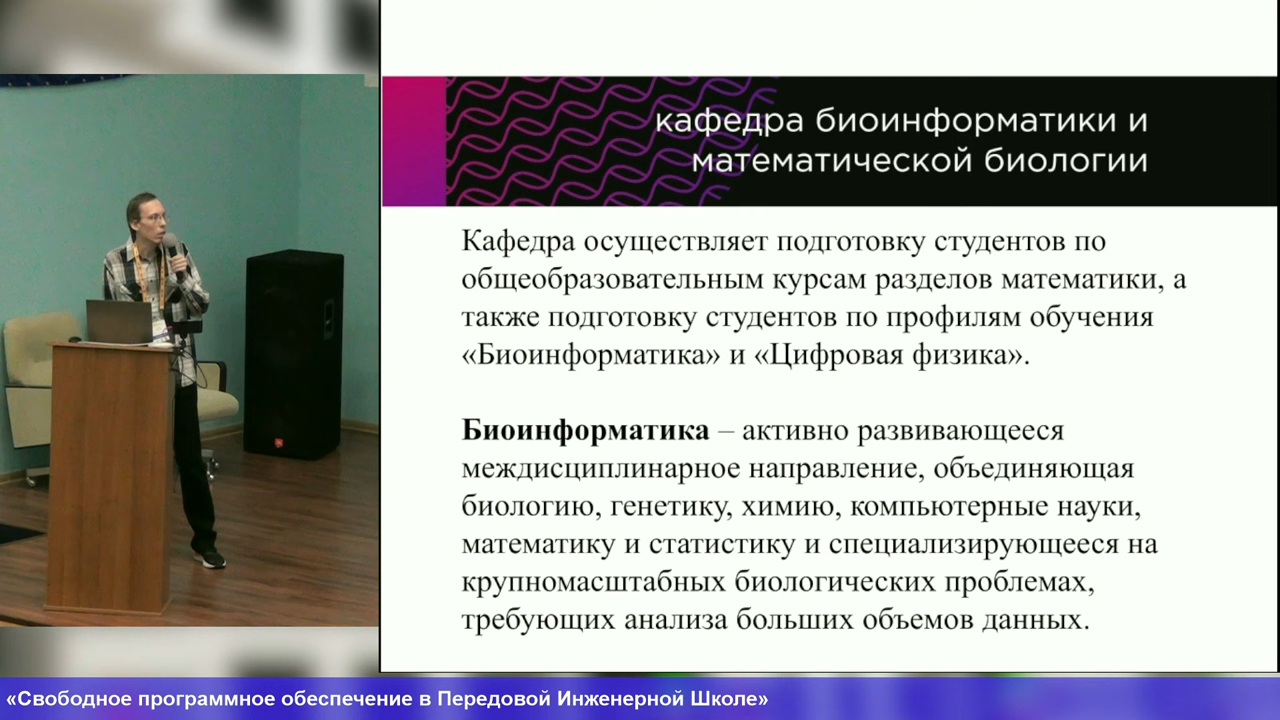 кафедра биоинформатики и
математической биологии
Кафедра осуществляет подготовку студентов по
общеобразовательным курсам разделов математики, а
также подготовку студентов по профилям обучения
«Биоинформатика» и «Цифровая физика».
Биоинформатика – активно развивающееся
междисциплинарное направление, объединяющая
биологию, генетику, химию, компьютерные науки,
математику и статистику и специализирующееся на
крупномасштабных биологических проблемах,
требующих анализа больших объемов данных.
«Свободное программное обеспечение в Передовой Инженерной Школе»